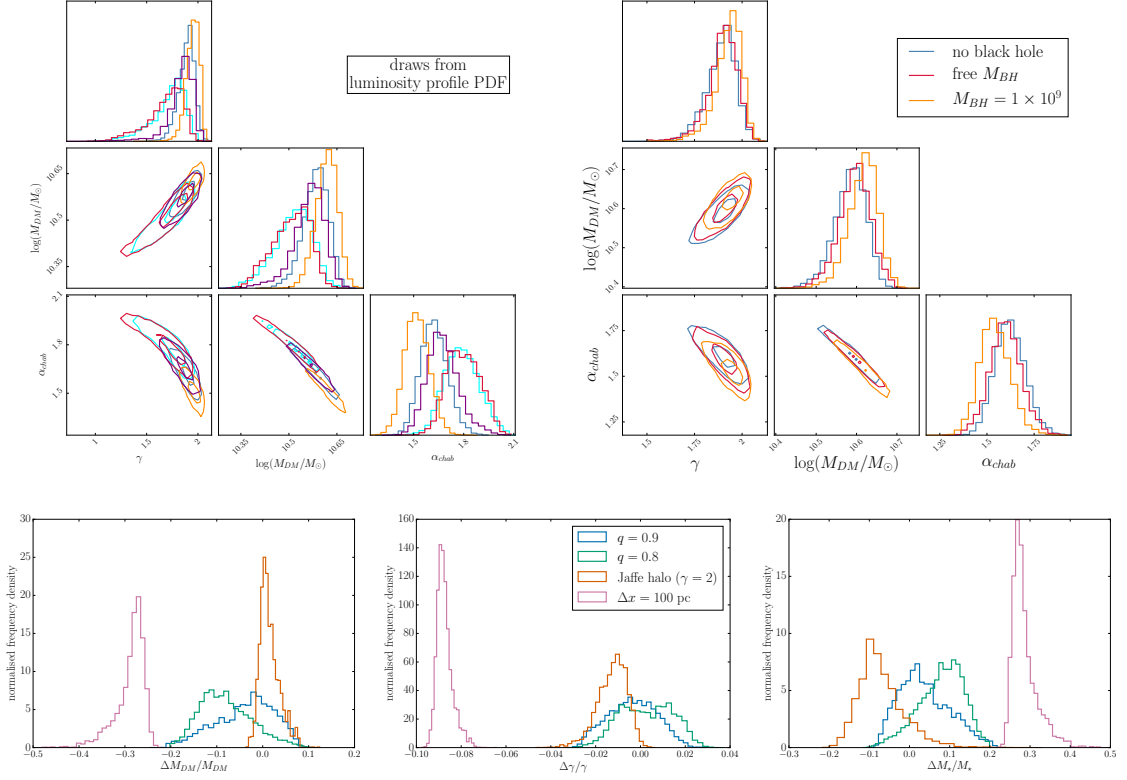 draws from
luminosity profile PDF
no black hole
free $M_{BH}$
$M_{BH} = 1 \times 10^9$
log($M_{DM}/M_\odot$)
10.65
10.5
10.35
log($M_{DM}/M_\odot$)
10.7
10.6
10.5
10.4
$\alpha_{chab}$
2.1
1.8
1.5
1
1.5
2
γ
10.35
10.5
10.65
log($M_{DM}/M_\odot$)
1.5
1.8
2.1
$\alpha_{chab}$
$\alpha_{chab}$
1.75
1.5
1.25
1.5
1.75
2
γ
10.4
10.5
10.6
10.7
log($M_{DM}/M_\odot$)
1.25
1.5
1.75
$\alpha_{chab}$
normalised frequency density
30
25
20
15
10
5
0
−0.5 −0.4 −0.3 −0.2 −0.1 0.0 0.1 0.2
$\Delta M_{DM}/M_{DM}$
normalised frequency density
160
140
120
100
80
60
40
20
0
−0.10 −0.08 −0.06 −0.04 −0.02 0.00 0.02 0.04
Δγ/γ
q = 0.9
q = 0.8
Jaffe halo (γ = 2)
Δx = 100 pc
normalised frequency density
20
15
10
5
0
−0.3 −0.2 −0.1 0.0 0.1 0.2 0.3 0.4 0.5
$\Delta M_\star/M_\star$